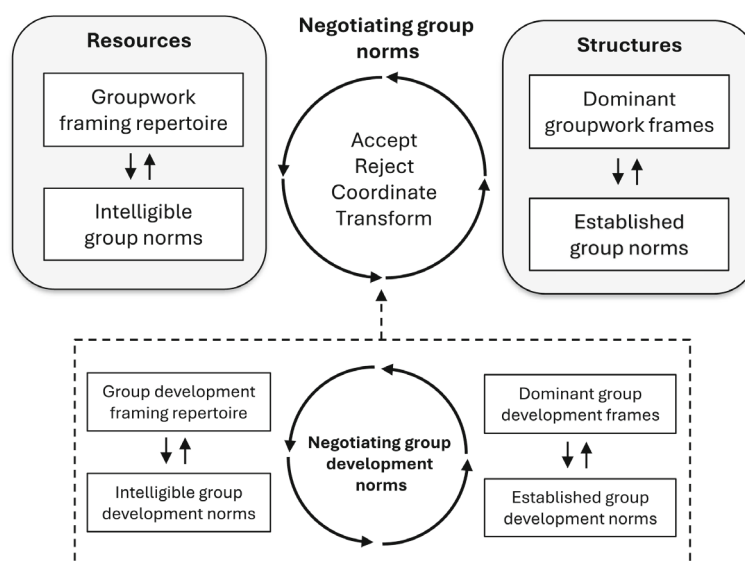 Resources
Groupwork
framing repertoire
Intelligible
group norms
Negotiating group
norms
Accept
Reject
Coordinate
Transform
Structures
Dominant
groupwork frames
Established
group norms
Group development
framing repertoire
Intelligible group
development norms
Negotiating group
development
norms
Dominant group
development frames
Established group
development norms